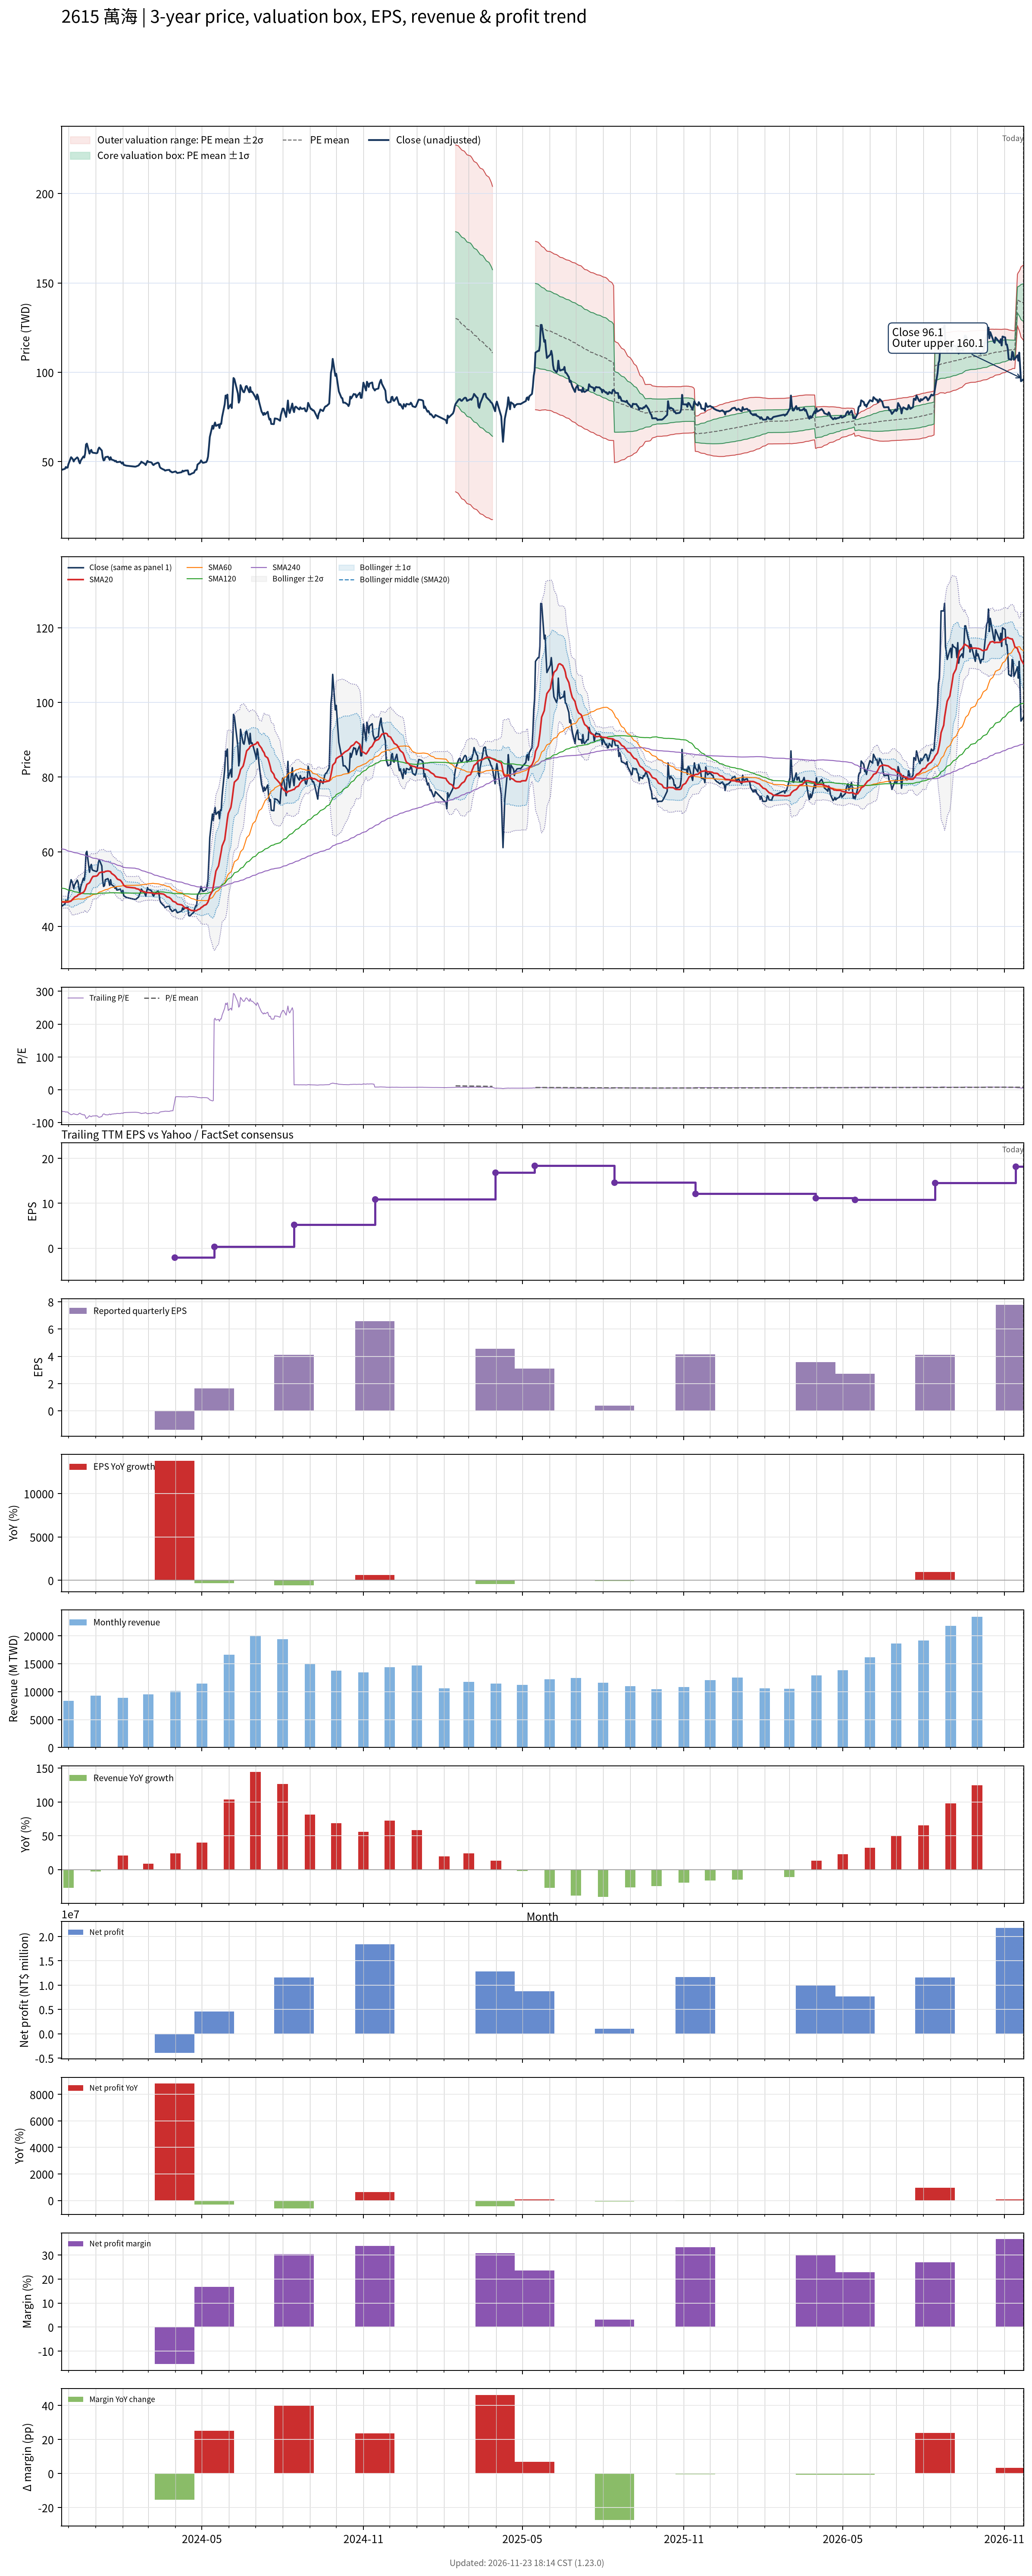 2615 萬海 | 3-year price, valuation box, EPS, revenue & profit trend
Outer valuation range: PE mean ±2σ
PE mean
Close (unadjusted)
Core valuation box: PE mean ±1σ
Today
200
150
100
50
Price (TWD)
Close 96.1
Outer upper 160.1
Close (same as panel 1)
SMA60
SMA240
Bollinger ±1σ
SMA20
SMA120
Bollinger ±2σ
Bollinger middle (SMA20)
120
100
80
60
40
Price
Trailing P/E
P/E mean
300
200
100
0
-100
P/E
Trailing TTM EPS vs Yahoo / FactSet consensus
Today
20
10
0
EPS
Reported quarterly EPS
8
6
4
2
0
EPS
EPS YoY growth
10000
5000
0
YoY (%)
Monthly revenue
20000
15000
10000
5000
0
Revenue (M TWD)
Revenue YoY growth
150
100
50
0
YoY (%)
Month
1e7
Net profit
2.0
1.5
1.0
0.5
0.0
-0.5
Net profit (NT$ million)
Net profit YoY
8000
6000
4000
2000
0
YoY (%)
Net profit margin
30
20
10
0
-10
Margin (%)
Margin YoY change
40
20
0
-20
Δ margin (pp)
2024-05
2024-11
2025-05
2025-11
2026-05
2026-11
Updated: 2026-11-23 18:14 CST (1.23.0)